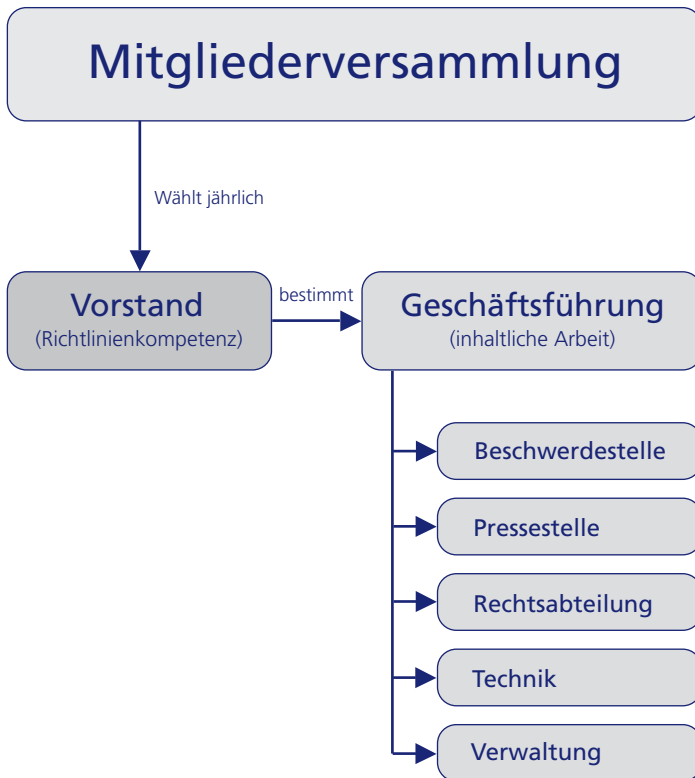 Mitgliederversammlung
Wählt jährlich
Vorstand
(Richtlinienkompetenz)
bestimmt
Geschäftsführung
(inhaltliche Arbeit)
Beschwerdestelle
Pressestelle
Rechtsabteilung
Technik
Verwaltung